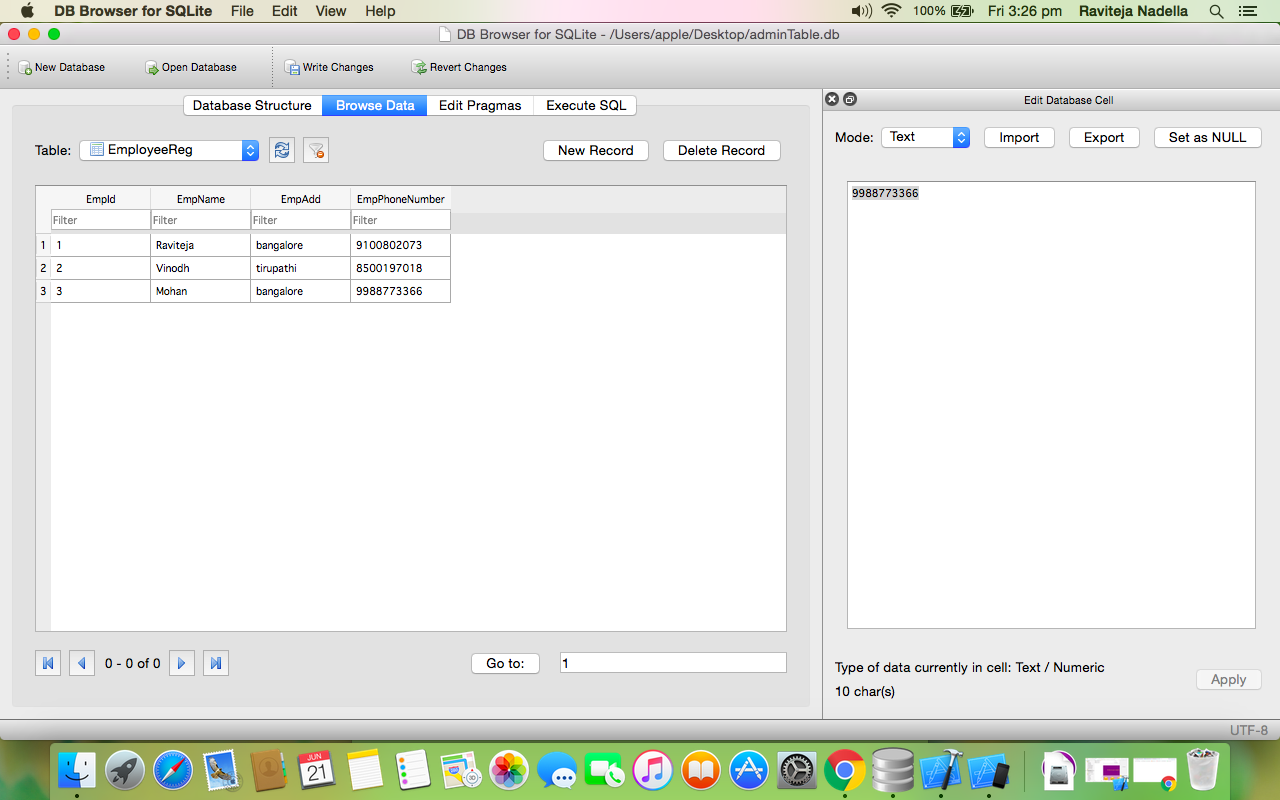 DB Browser for SQLite File Edit View Help 100% Fri 3:26 pm Raviteja Nadella
DB Browser for SQLite - /Users/apple/Desktop/adminTable.db
New Database Open Database Write Changes Revert Changes
Database Structure Browse Data Edit Pragmas Execute SQL
Table: EmployeeReg New Record Delete Record
EmpId EmpName EmpAdd EmpPhoneNumber
Filter Filter Filter Filter
1 1 Raviteja bangalore 9100802073
2 2 Vinodh tirupathi 8500197018
3 3 Mohan bangalore 9988773366
0 - 0 of 0 Go to: 1
Edit Database Cell
Mode: Text Import Export Set as NULL
9988773366
Type of data currently in cell: Text / Numeric
10 char(s)
Apply
UTF-8
JUN
21